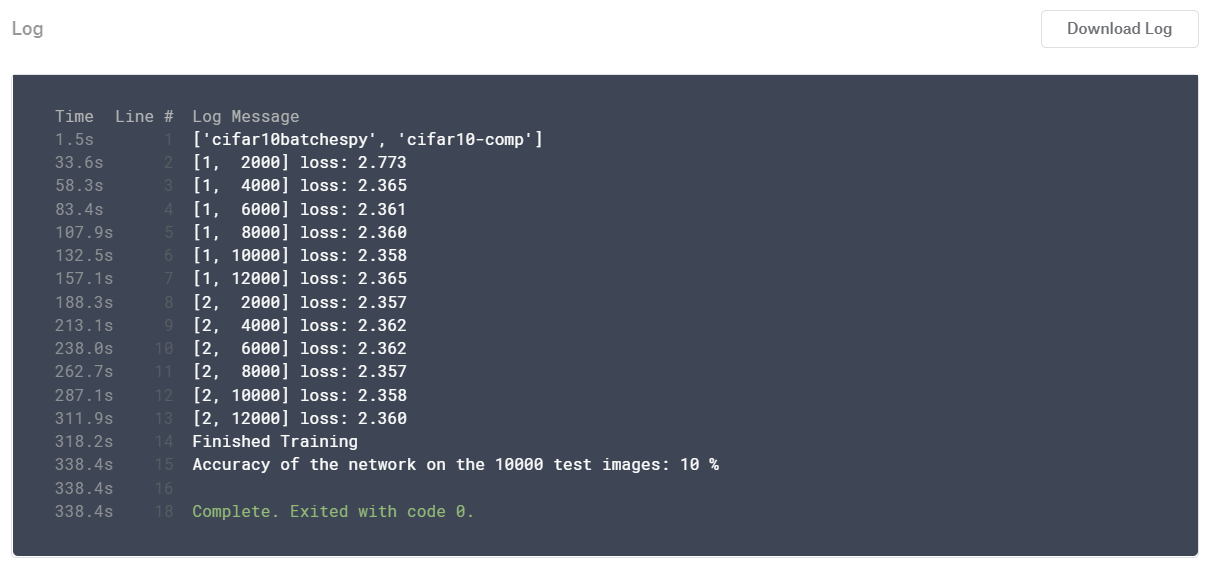 Log
Download Log
Time Line # Log Message
1.5s 1 ['cifar10batchespy', 'cifar10-comp']
33.6s 2 [1,  2000] loss: 2.773
58.3s 3 [1,  4000] loss: 2.365
83.4s 4 [1,  6000] loss: 2.361
107.9s 5 [1,  8000] loss: 2.360
132.5s 6 [1, 10000] loss: 2.358
157.1s 7 [1, 12000] loss: 2.365
188.3s 8 [2,  2000] loss: 2.357
213.1s 9 [2,  4000] loss: 2.362
238.0s 10 [2,  6000] loss: 2.362
262.7s 11 [2,  8000] loss: 2.357
287.1s 12 [2, 10000] loss: 2.358
311.9s 13 [2, 12000] loss: 2.360
318.2s 14 Finished Training
338.4s 15 Accuracy of the network on the 10000 test images: 10 %
338.4s 16
338.4s 18 Complete. Exited with code 0.